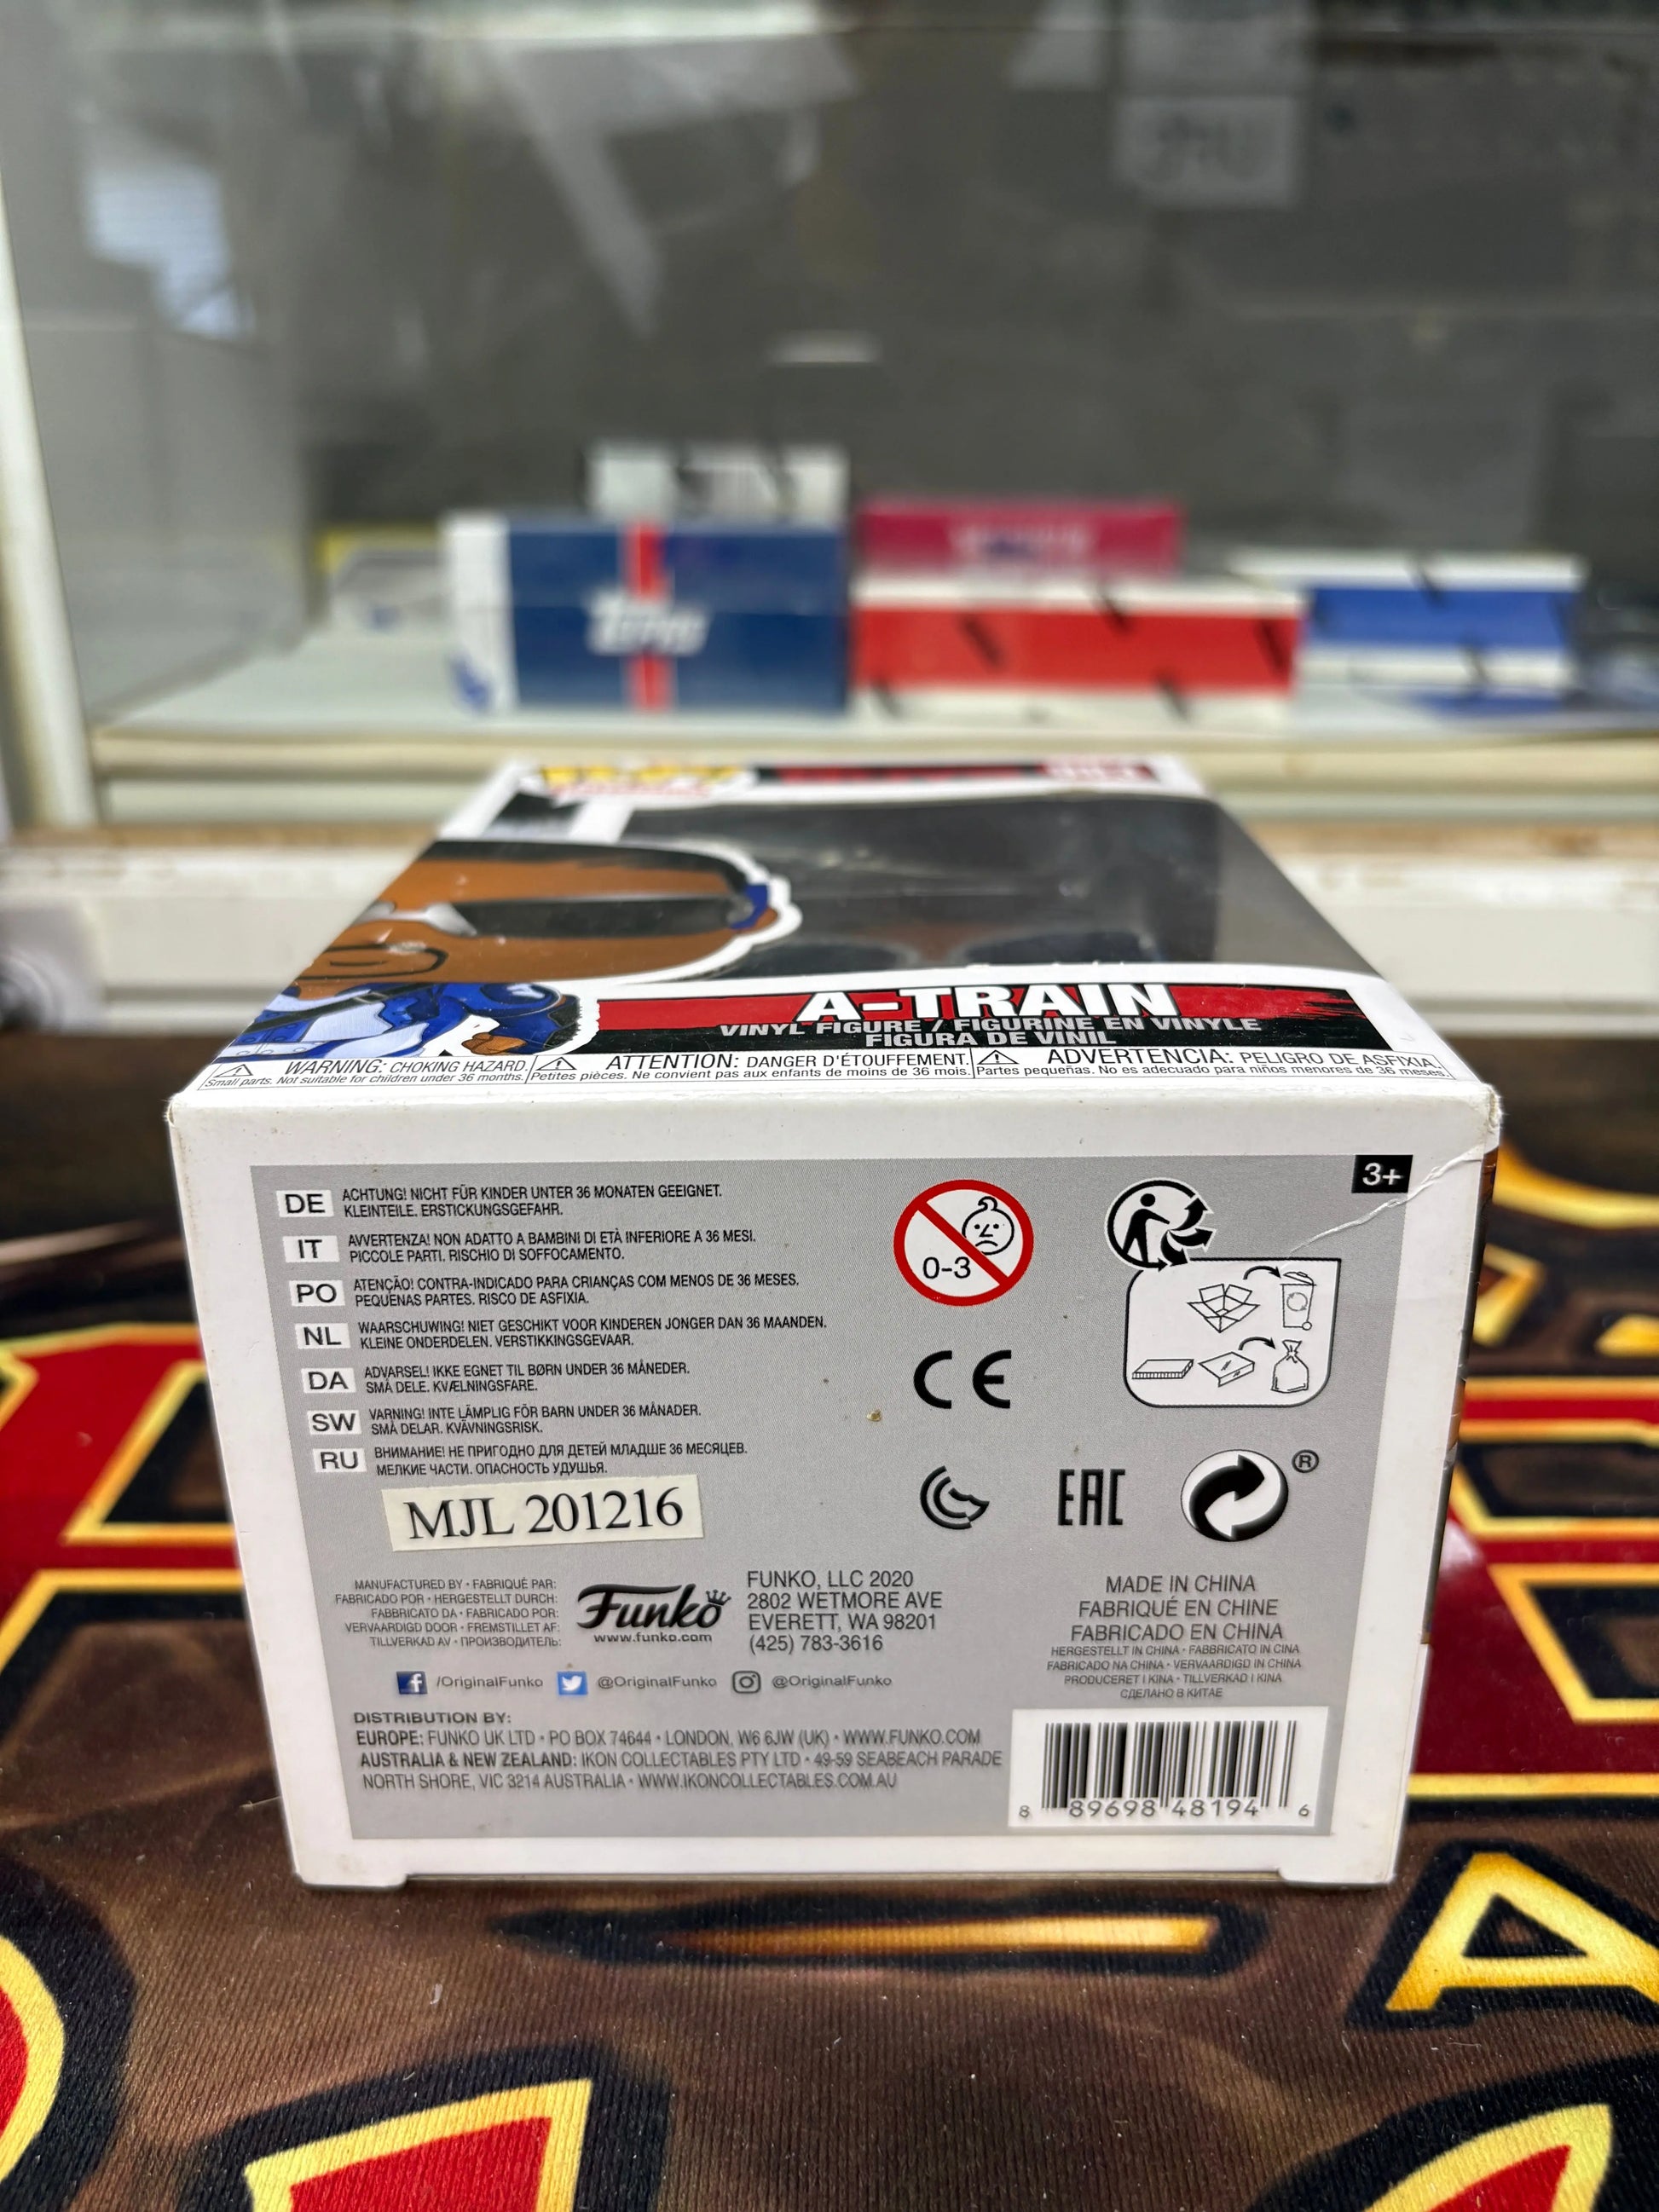 Topps
A-TRAIN
VINYL FIGURE / FIGURINE EN VINYLE
FIGURA DE VINIL
WARNING: CHOKING HAZARD.
Small parts. Not suitable for children under 36 months.
ATTENTION: DANGER D'ÉTOUFFEMENT.
Petites pièces. Ne convient pas aux enfants de moins de 36 mois.
ADVERTENCIA: PELIGRO DE ASFIXIA.
Partes pequeñas. No es adecuado para niños menores de 36 meses.
3+
DE ACHTUNG! NICHT FÜR KINDER UNTER 36 MONATEN GEEIGNET.
KLEINTEILE. ERSTICKUNGSGEFAHR.
IT AVVERTENZA! NON ADATTO A BAMBINI DI ETÀ INFERIORE A 36 MESI.
PICCOLE PARTI. RISCHIO DI SOFFOCAMENTO.
PO ATENÇÃO! CONTRA-INDICADO PARA CRIANÇAS COM MENOS DE 36 MESES.
PEQUENAS PARTES. RISCO DE ASFIXIA.
NL WAARSCHUWING! NIET GESCHIKT VOOR KINDEREN JONGER DAN 36 MAANDEN.
KLEINE ONDERDELEN. VERSTIKKINGSGEVAAR.
DA ADVARSEL! IKKE EGNET TIL BØRN UNDER 36 MÅNEDER.
SMÅ DELE. KVÆLNINGSFARE.
SW VARNING! INTE LÄMPLIG FÖR BARN UNDER 36 MÅNADER.
SMÅ DELAR. KVÄVNINGSRISK.
RU ВНИМАНИЕ! НЕ ПРИГОДНО ДЛЯ ДЕТЕЙ МЛАДШЕ 36 МЕСЯЦЕВ.
МЕЛКИЕ ЧАСТИ. ОПАСНОСТЬ УДУШЬЯ.
0-3
CE
EAC
®
MJL 201216
MANUFACTURED BY • FABRIQUÉ PAR:
FABRICADO POR • HERGESTELLT DURCH:
FABBRICATO DA • FABRICADO POR:
VERVAARDIGD DOOR • FREMSTILLET AF:
TILLVERKAD AV • ПРОИЗВОДИТЕЛЬ:
Funko
www.funko.com
FUNKO, LLC 2020
2802 WETMORE AVE
EVERETT, WA 98201
(425) 783-3616
MADE IN CHINA
FABRIQUÉ EN CHINE
FABRICADO EN CHINA
HERGESTELLT IN CHINA • FABBRICATO IN CINA
FABRICADO NA CHINA • VERVAARDIGD IN CHINA
PRODUCERET I KINA • TILLVERKAD I KINA
СДЕЛАНО В КИТАЕ
/OriginalFunko @OriginalFunko @OriginalFunko
DISTRIBUTION BY:
EUROPE: FUNKO UK LTD • PO BOX 74644 • LONDON, W6 6JW (UK) • WWW.FUNKO.COM
AUSTRALIA & NEW ZEALAND: IKON COLLECTABLES PTY LTD • 49-59 SEABEACH PARADE
NORTH SHORE, VIC 3214 AUSTRALIA • WWW.IKONCOLLECTABLES.COM.AU
8 89698 48194 6
A